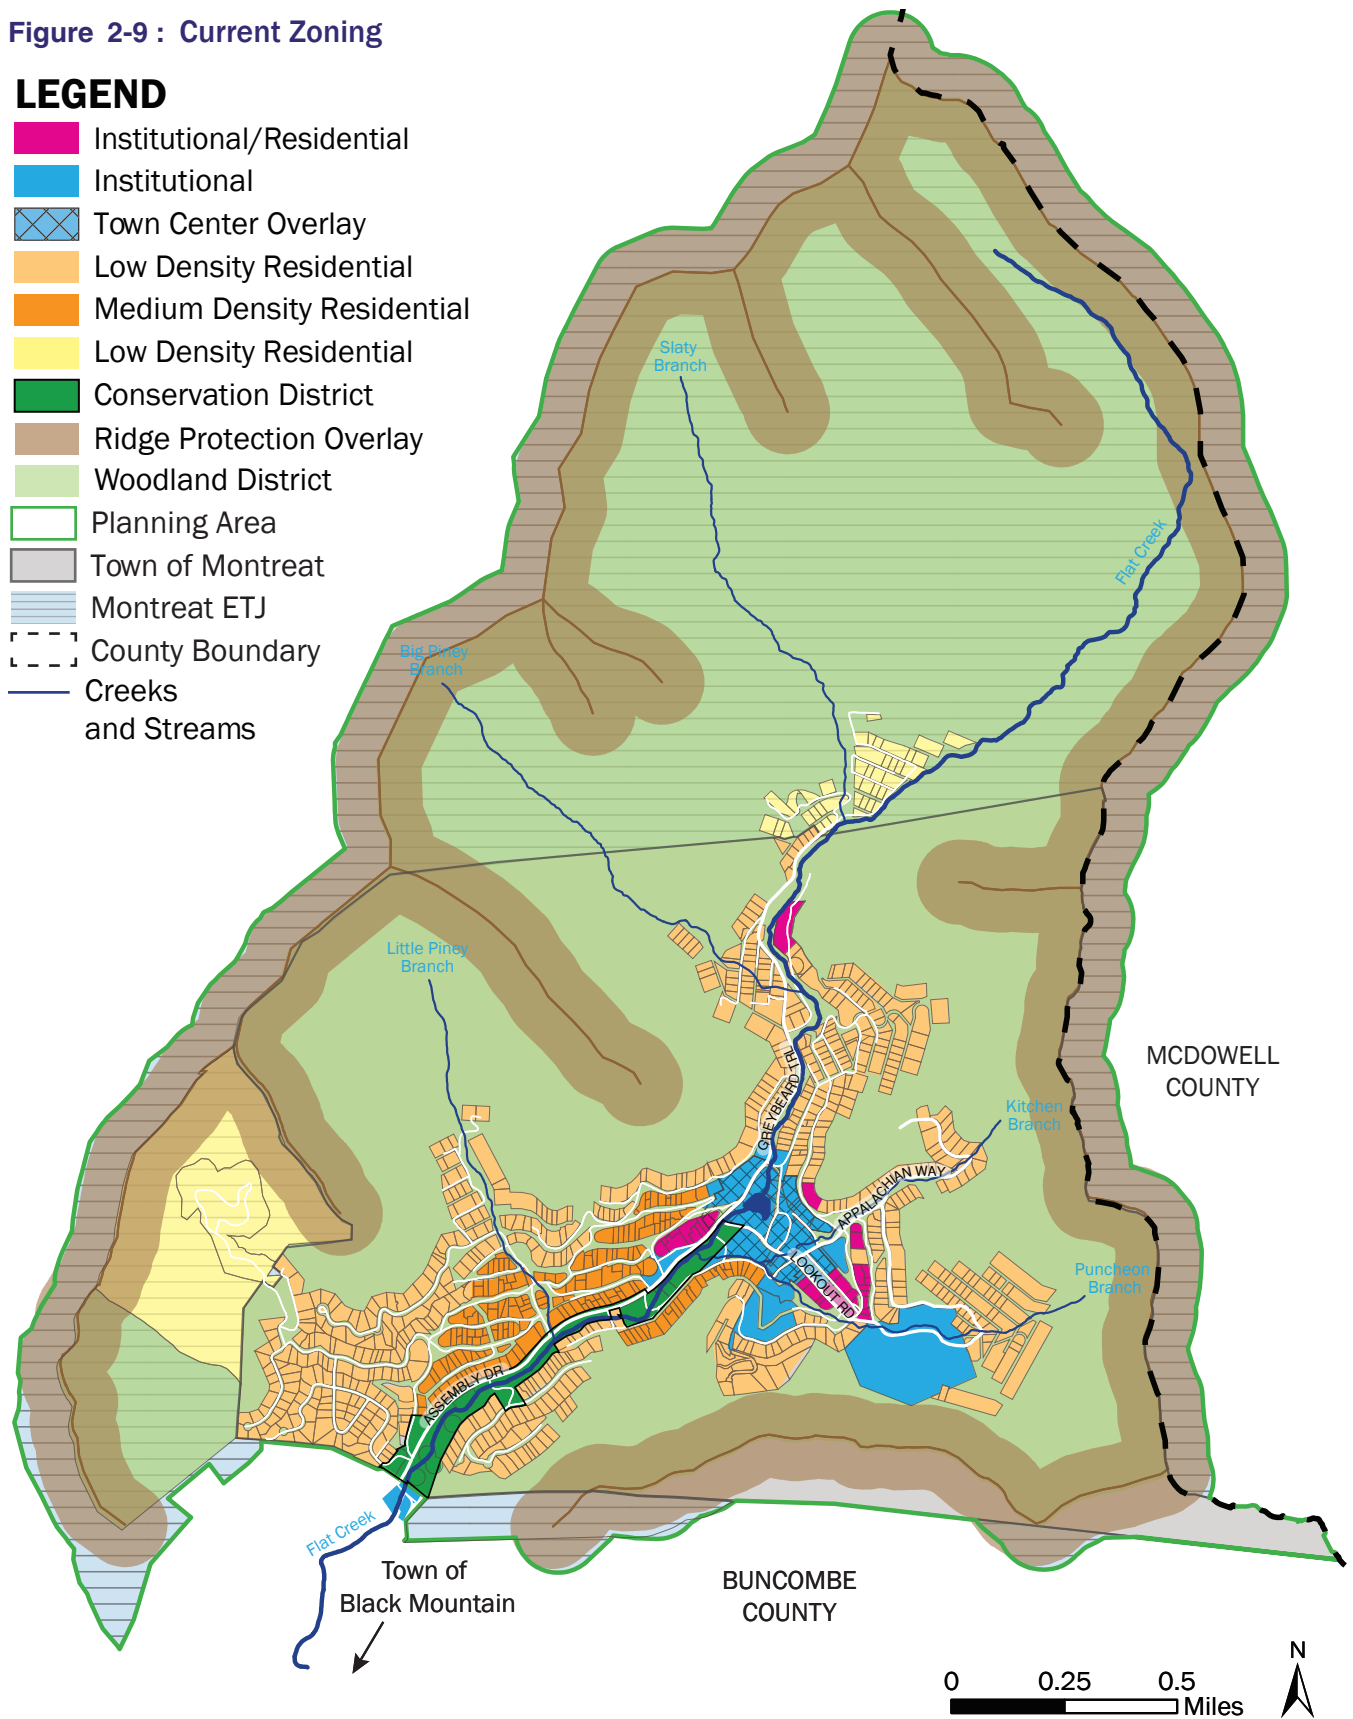 Figure 2-9 : Current Zoning
LEGEND
Institutional/Residential
Institutional
Town Center Overlay
Low Density Residential
Medium Density Residential
Low Density Residential
Conservation District
Ridge Protection Overlay
Woodland District
Planning Area
Town of Montreat
Montreat ETJ
County Boundary
Creeks
and Streams
Slaty
Branch
Flat Creek
Big Piney
Branch
Little Piney
Branch
MCDOWELL
COUNTY
GREYBEARD TRL
Kitchen
Branch
APPALACHIAN WAY
LOOKOUT RD
Puncheon
Branch
ASSEMBLY DR
Flat Creek
Town of
Black Mountain
BUNCOMBE
COUNTY
N
0 0.25 0.5
Miles